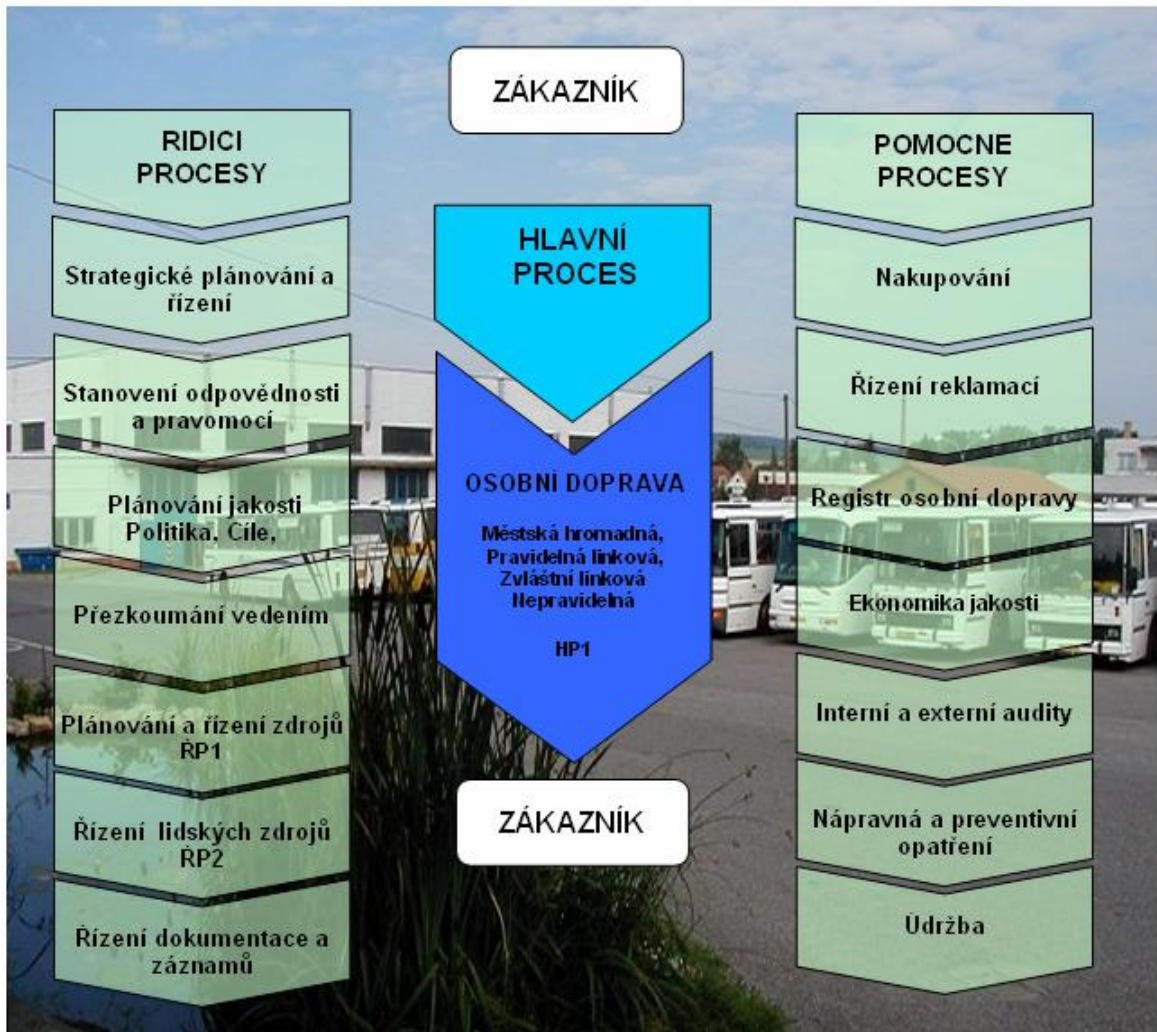 ZÁKAZNÍK
RIDICI
PROCESY
Strategické plánování a
řízení
Stanovení odpovědnosti
a pravomocí
Plánování jakosti
Politika, Cíle,
Přezkoumání vedením
Plánování a řízení zdrojů
ŘP1
Řízení lidských zdrojů
ŘP2
Řízení dokumentace a
záznamů
HLAVNÍ
PROCES
OSOBNÍ DOPRAVA
Městská hromadná,
Pravidelná linková,
Zvláštní linková
Nepravidelná
HP1
ZÁKAZNÍK
POMOCNE
PROCESY
Nakupování
Řízení reklamací
Registr osobní dopravy
Ekonomika jakosti
Interní a externí audity
Nápravná a preventivní
opatření
Údržba